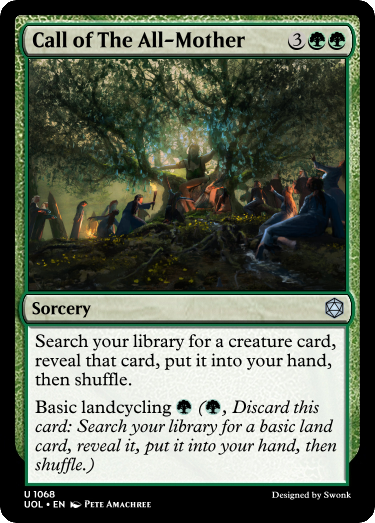 Call of The All-Mother 3
Sorcery
Search your library for a creature card,
reveal that card, put it into your hand,
then shuffle.
Basic landcycling (, Discard this
card: Search your library for a basic land
card, reveal it, put it into your hand, then
shuffle.)
U 1068
UOL • EN Pete Amachree
Designed by Swonk